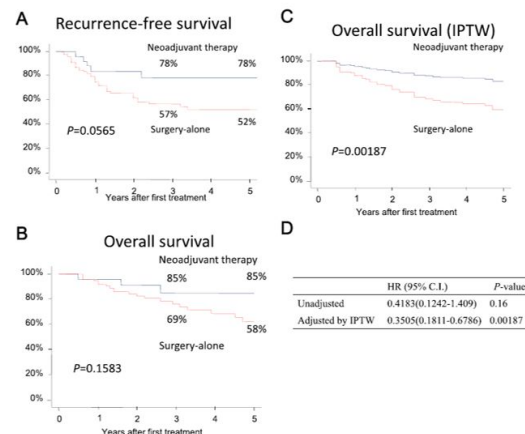 A
Recurrence-free survival
100%
80%
60%
40%
20%
0%
Neoadjuvant therapy
78%
78%
57%
52%
P=0.0565
Surgery-alone
0 1 2 3 4 5
Years after first treatment
B
Overall survival
100%
80%
60%
40%
20%
0%
Neoadjuvant therapy
85%
85%
69%
58%
Surgery-alone
P=0.1583
0 1 2 3 4 5
Years after first treatment
C
Overall survival (IPTW)
100%
80%
60%
40%
20%
0%
Neoadjuvant therapy
Surgery-alone
P=0.00187
0 1 2 3 4 5
Years after first treatment
D
HR (95% C.I.) P-value
Unadjusted 0.4183(0.1242-1.409) 0.16
Adjusted by IPTW 0.3505(0.1811-0.6786) 0.00187